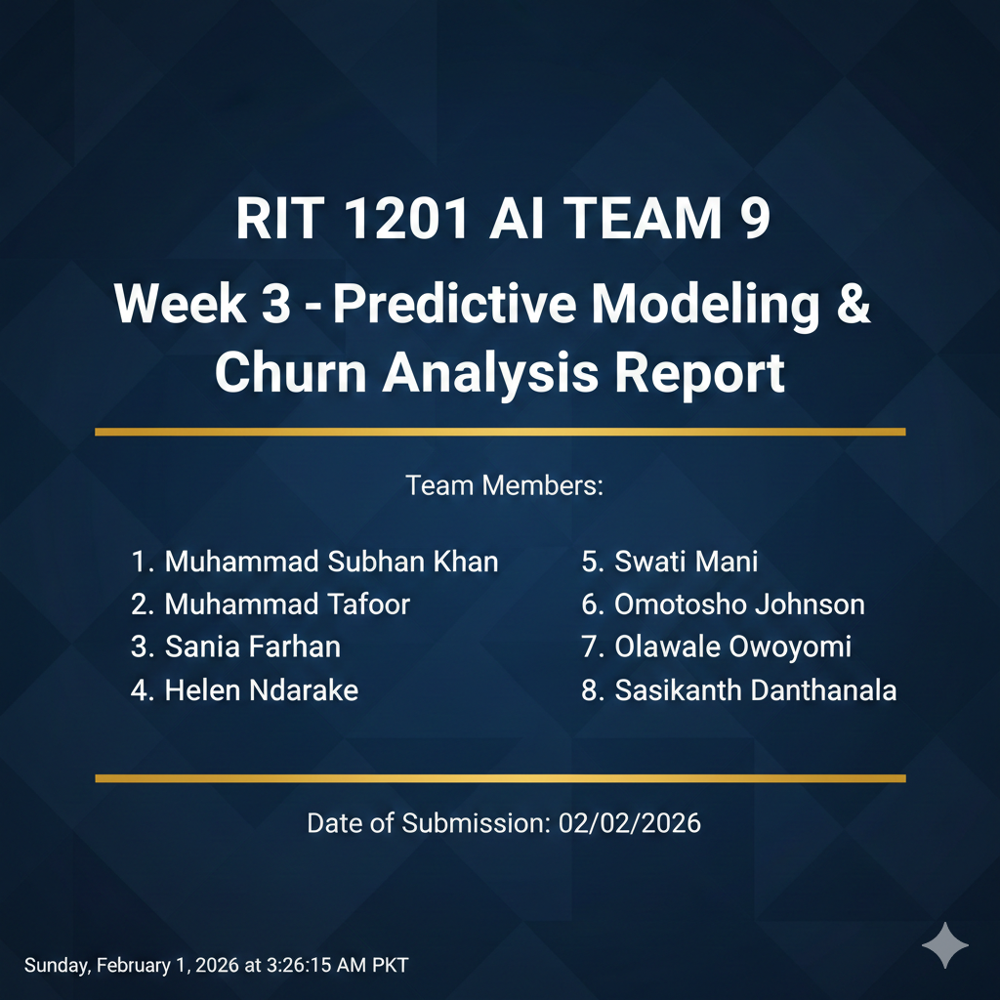 RIT 1201 AI TEAM 9
Week 3 - Predictive Modeling &
Churn Analysis Report
Team Members:
1. Muhammad Subhan Khan
2. Muhammad Tafoor
3. Sania Farhan
4. Helen Ndarake
5. Swati Mani
6. Omotosho Johnson
7. Olawale Owoyomi
8. Sasikanth Danthanala
Date of Submission: 02/02/2026
Sunday, February 1, 2026 at 3:26:15 AM PKT